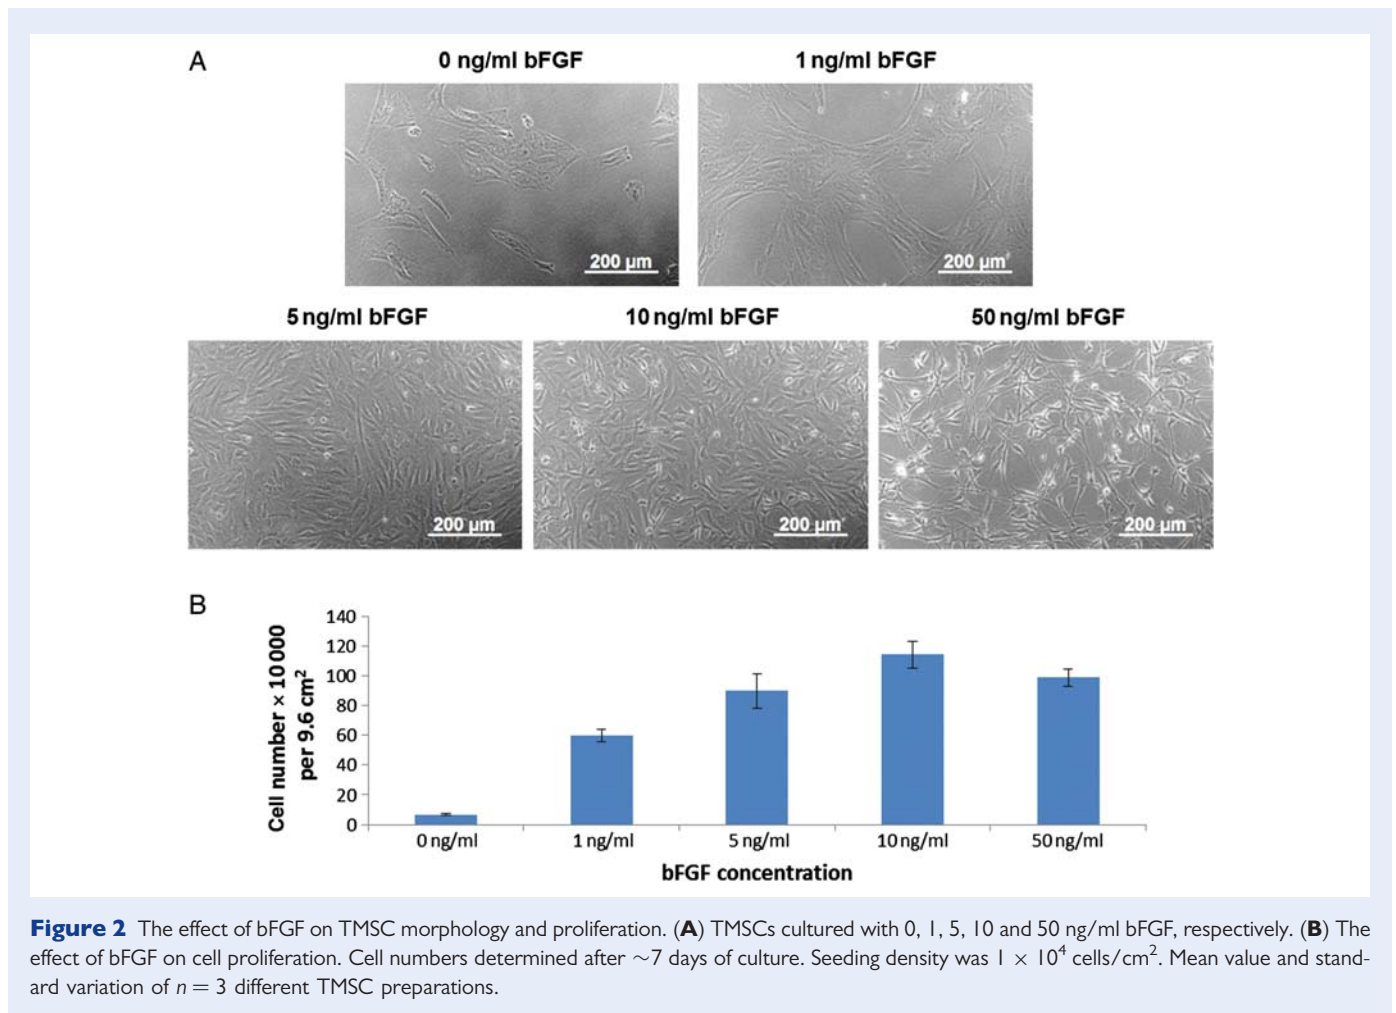 A
0 ng/ml bFGF
1 ng/ml bFGF
200 µm
200 µm
5 ng/ml bFGF
10 ng/ml bFGF
50 ng/ml bFGF
200 µm
200 µm
200 µm
B
Cell number × 10 000
per 9.6 cm²
140
120
100
80
60
40
20
0
0 ng/ml
1 ng/ml
5 ng/ml
10 ng/ml
50 ng/ml
bFGF concentration
Figure 2 The effect of bFGF on TMSC morphology and proliferation. (A) TMSCs cultured with 0, 1, 5, 10 and 50 ng/ml bFGF, respectively. (B) The
effect of bFGF on cell proliferation. Cell numbers determined after ~7 days of culture. Seeding density was 1 × 10⁴ cells/cm². Mean value and stand-
ard variation of n = 3 different TMSC preparations.